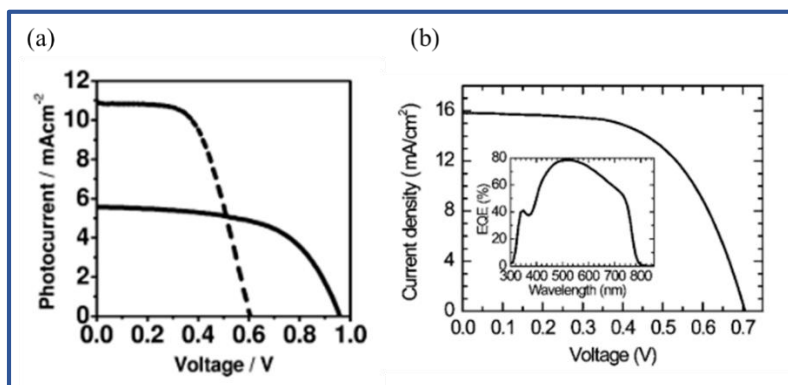 (a)
(b)
12
10
8
6
4
2
0
Photocurrent / mAcm⁻²
0.0 0.2 0.4 0.6 0.8 1.0
Voltage / V
16
12
8
4
0
Current density (mA/cm²)
80
60
40
20
0
EQE (%)
300 400 500 600 700 800
Wavelength (nm)
0.0 0.1 0.2 0.3 0.4 0.5 0.6 0.7
Voltage (V)